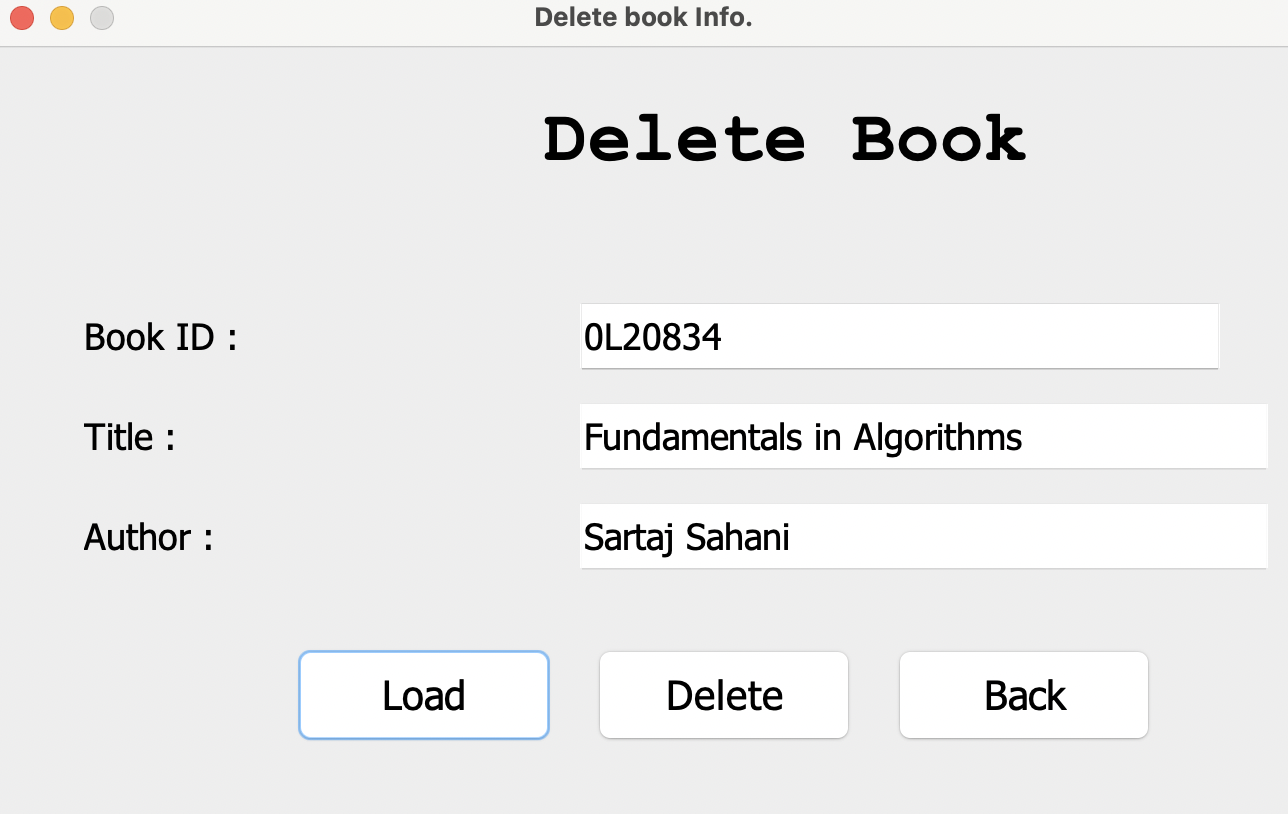 Delete book Info.
Delete Book
Book ID : 0L20834
Title : Fundamentals in Algorithms
Author : Sartaj Sahani
Load Delete Back